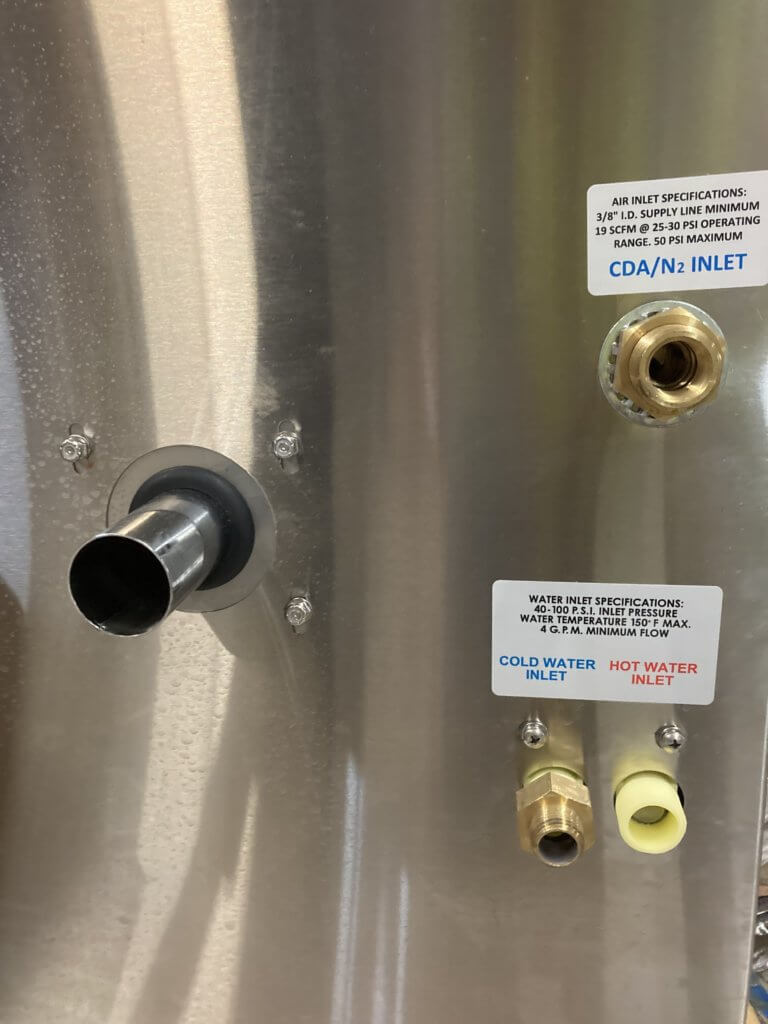 AIR INLET SPECIFICATIONS:
3/8" I.D. SUPPLY LINE MINIMUM
19 SCFM @ 25-30 PSI OPERATING
RANGE. 50 PSI MAXIMUM
CDA/N₂ INLET
WATER INLET SPECIFICATIONS:
40-100 P.S.I. INLET PRESSURE
WATER TEMPERATURE 150° F MAX.
4 G.P.M. MINIMUM FLOW
COLD WATER HOT WATER
INLET INLET